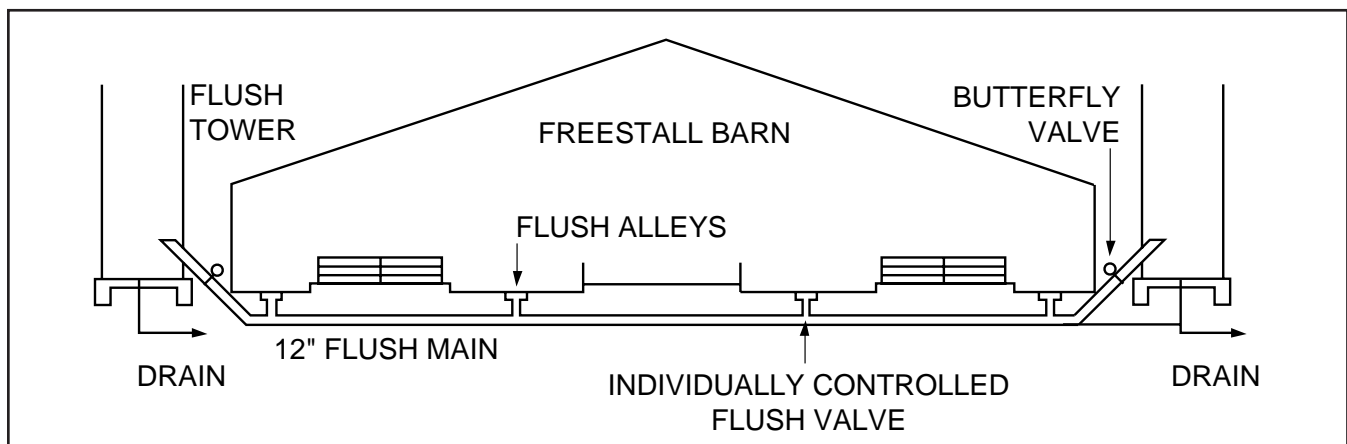 FLUSH
TOWER
FREESTALL BARN
BUTTERFLY
VALVE
FLUSH ALLEYS
12" FLUSH MAIN
DRAIN
INDIVIDUALLY CONTROLLED
FLUSH VALVE
DRAIN